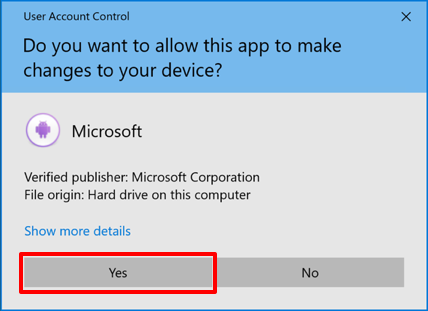 User Account Control
Do you want to allow this app to make
changes to your device?
Microsoft
Verified publisher: Microsoft Corporation
File origin: Hard drive on this computer
Show more details
Yes
No